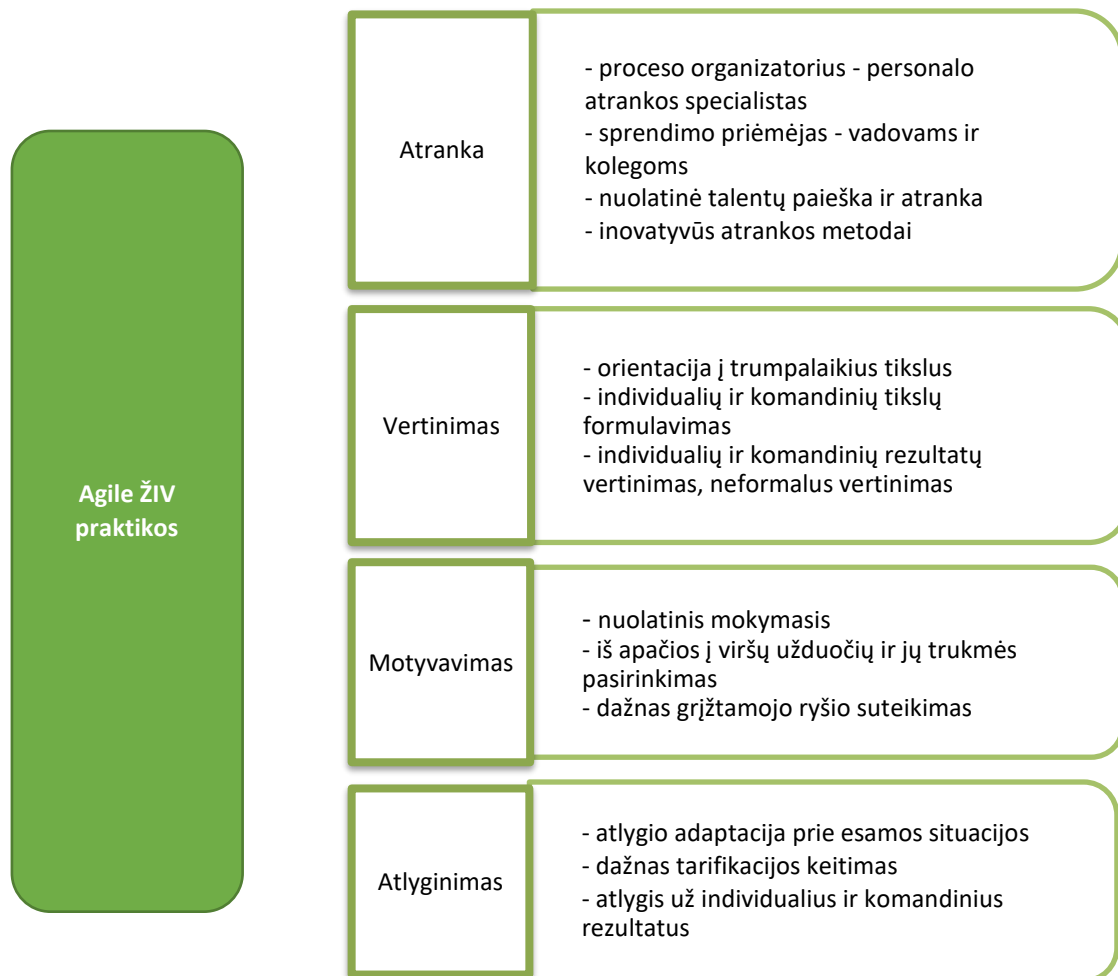 Agile ŽIV
praktikos
Atranka
- proceso organizatorius - personalo
atrankos specialistas
- sprendimo priėmėjas - vadovams ir
kolegoms
- nuolatinė talentų paieška ir atranka
- inovatyvūs atrankos metodai
Vertinimas
- orientacija į trumpalaikius tikslus
- individualių ir komandinių tikslų
formulavimas
- individualių ir komandinių rezultatų
vertinimas, neformalus vertinimas
Motyvavimas
- nuolatinis mokymasis
- iš apačios į viršų užduočių ir jų trukmės
pasirinkimas
- dažnas grįžtamojo ryšio suteikimas
Atlyginimas
- atlygio adaptacija prie esamos situacijos
- dažnas tarifikacijos keitimas
- atlygis už individualius ir komandinius
rezultatus